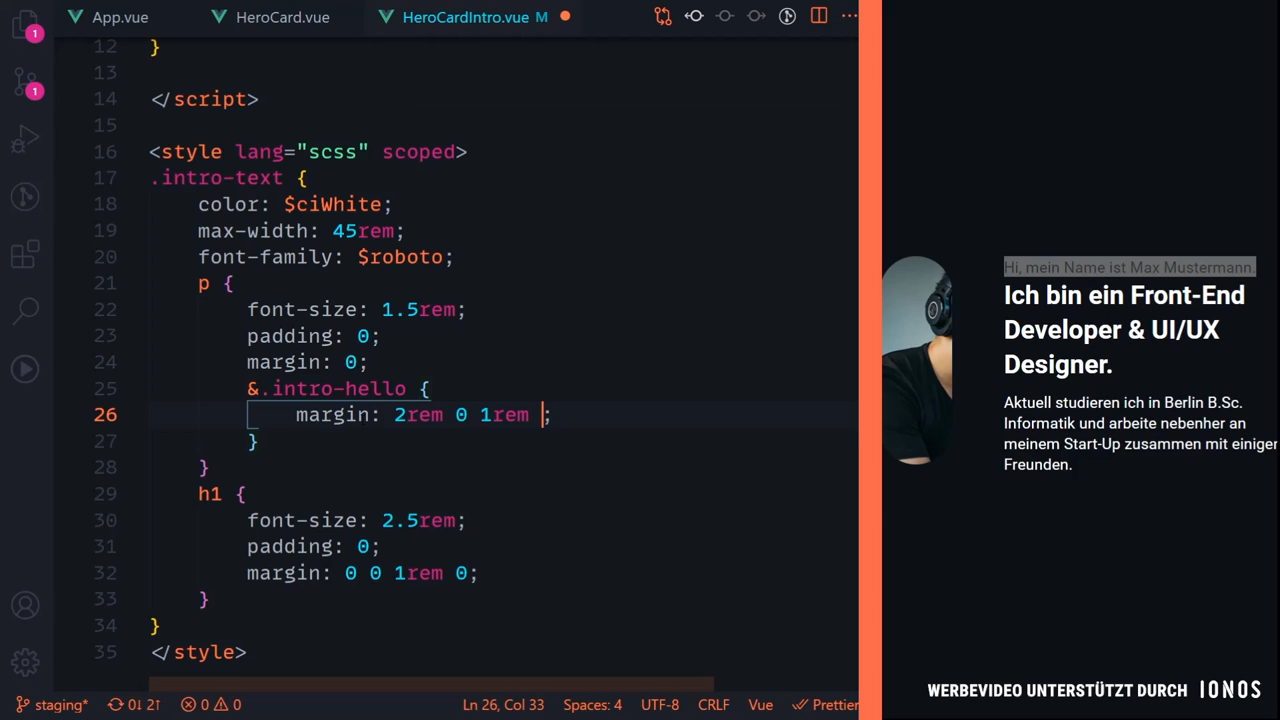 App.vue
HeroCard.vue
HeroCardIntro.vue M
1
1
12 }
13
14 </script>
15
16 <style lang="scss" scoped>
17 .intro-text {
18 color: $ciWhite;
19 max-width: 45rem;
20 font-family: $roboto;
21 p {
22 font-size: 1.5rem;
23 padding: 0;
24 margin: 0;
25 &.intro-hello {
26 margin: 2rem 0 1rem ;
27 }
28 }
29 h1 {
30 font-size: 2.5rem;
31 padding: 0;
32 margin: 0 0 1rem 0;
33 }
34 }
35 </style>
staging* 0↓ 2↑ 0 0 Ln 26, Col 33 Spaces: 4 UTF-8 CRLF Vue Prettier
Hi, mein Name ist Max Mustermann.
Ich bin ein Front-End
Developer & UI/UX
Designer.
Aktuell studieren ich in Berlin B.Sc.
Informatik und arbeite nebenher an
meinem Start-Up zusammen mit einiger
Freunden.
WERBEVIDEO UNTERSTÜTZT DURCH IONOS